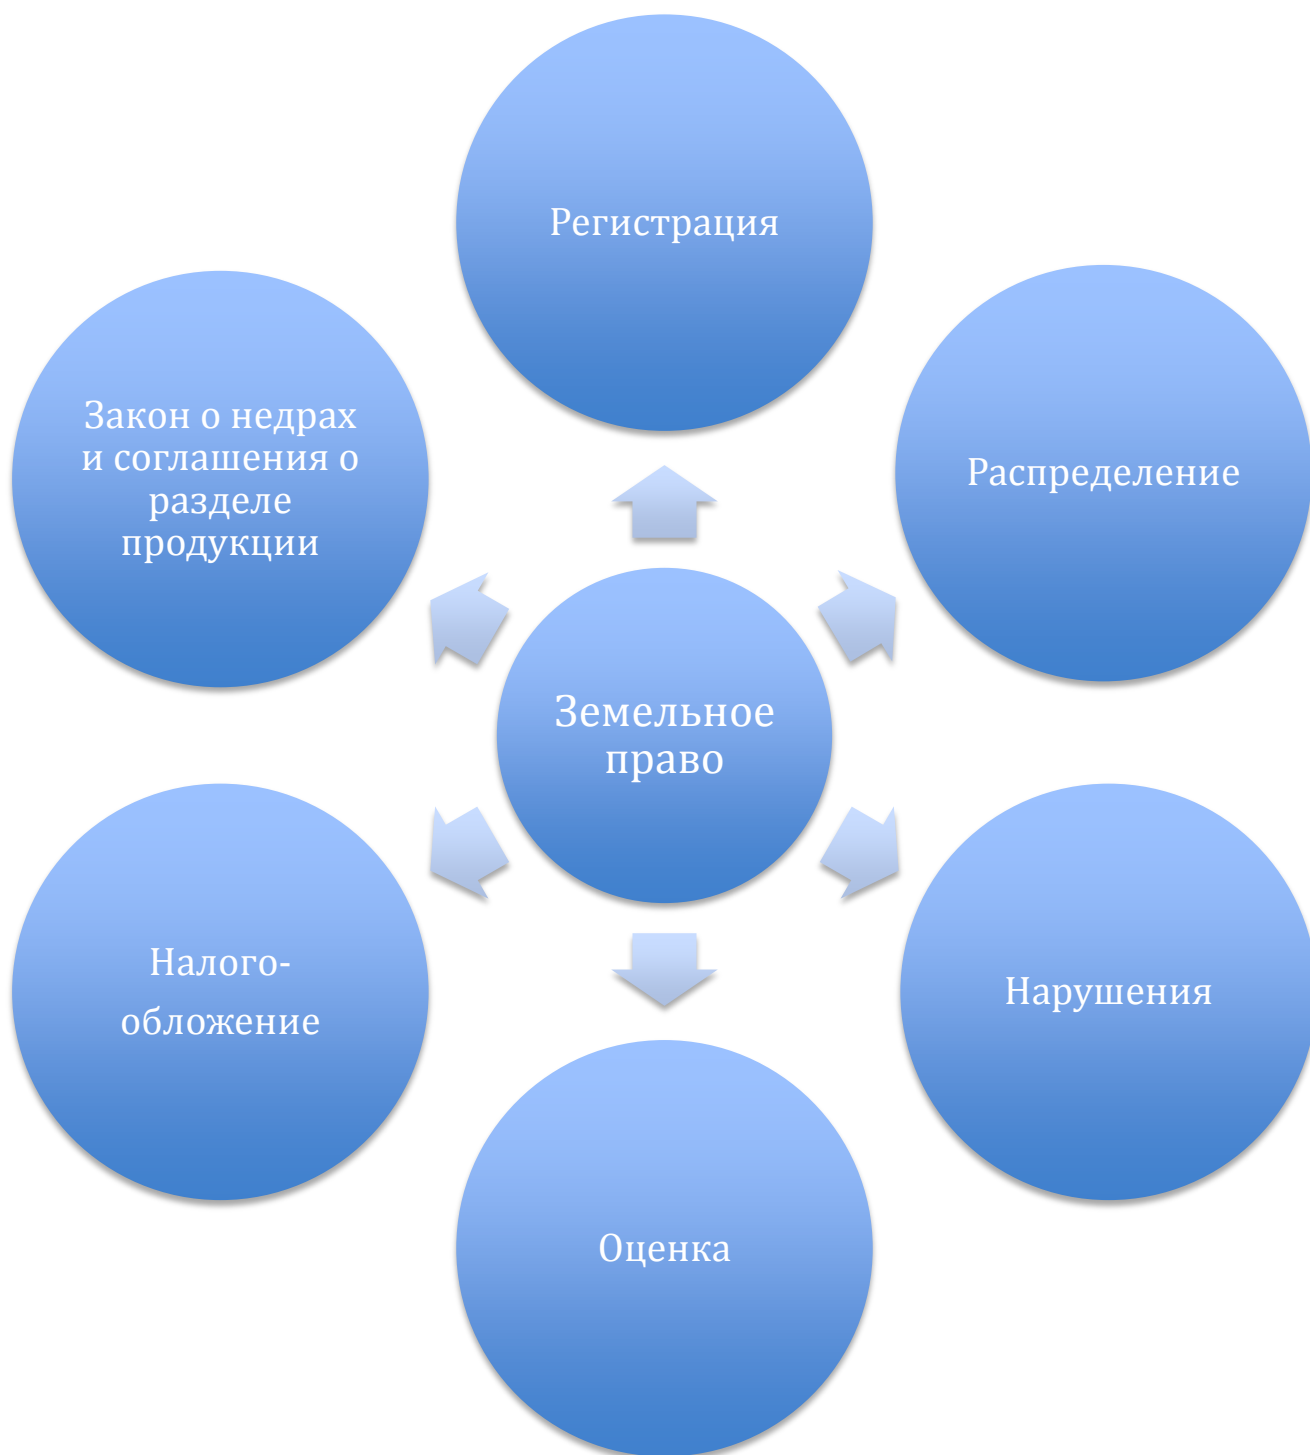 Регистрация
Распределение
Закон о недрах
и соглашения о
разделе
продукции
Земельное
право
Налого-
обложение
Нарушения
Оценка